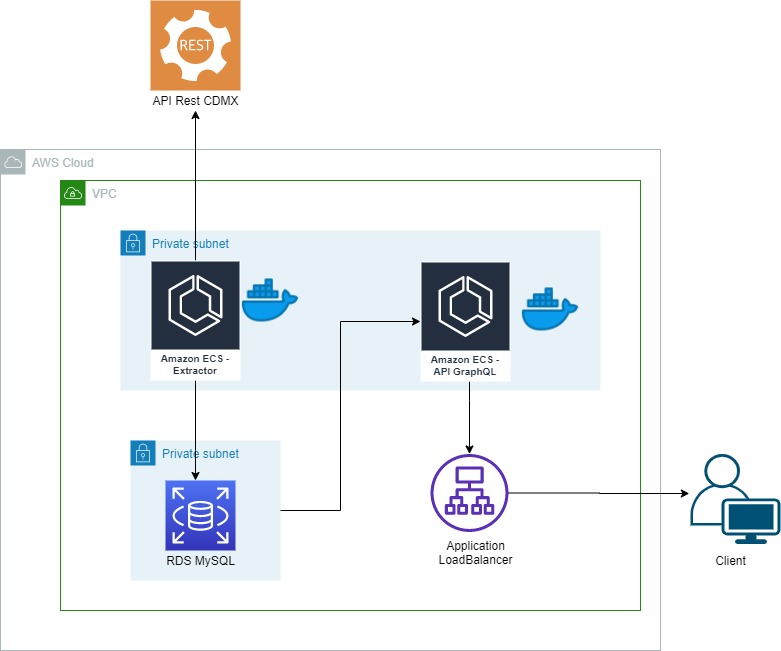 REST
API Rest CDMX
AWS Cloud
VPC
Private subnet
Amazon ECS -
Extractor
Amazon ECS -
API GraphQL
Private subnet
RDS MySQL
Application
LoadBalancer
Client